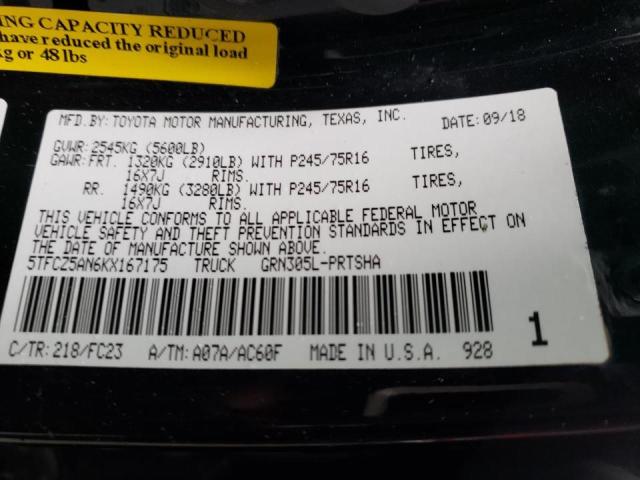 ING CAPACITY REDUCED
have reduced the original load
kg or 48 lbs
MFD.BY: TOYOTA MOTOR MANUFACTURING, TEXAS, INC. DATE: 09/18
GVWR: 2545KG (5600LB)
GAWR: FRT. 1320KG (2910LB) WITH P245/75R16 TIRES,
16X7J RIMS.
RR. 1490KG (3280LB) WITH P245/75R16 TIRES,
16X7J RIMS.
THIS VEHICLE CONFORMS TO ALL APPLICABLE FEDERAL MOTOR
VEHICLE SAFETY AND THEFT PREVENTION STANDARDS IN EFFECT ON
THE DATE OF MANUFACTURE SHOWN ABOVE.
5TFCZ5AN6KX167175 TRUCK GRN305L-PRTSHA
1
C/TR: 218/FC23 A/TM: A07A/AC60F MADE IN U.S.A. 928